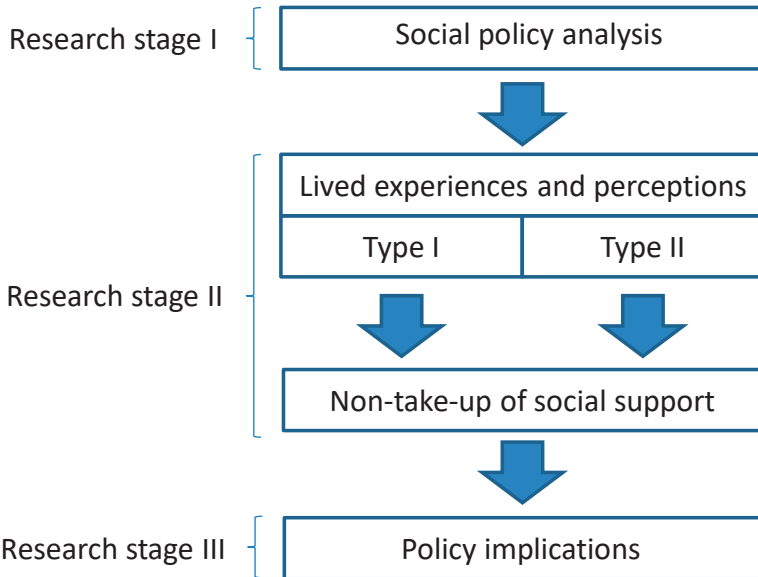 Research stage I
Social policy analysis
Lived experiences and perceptions
Type I
Type II
Research stage II
Non-take-up of social support
Research stage III
Policy implications